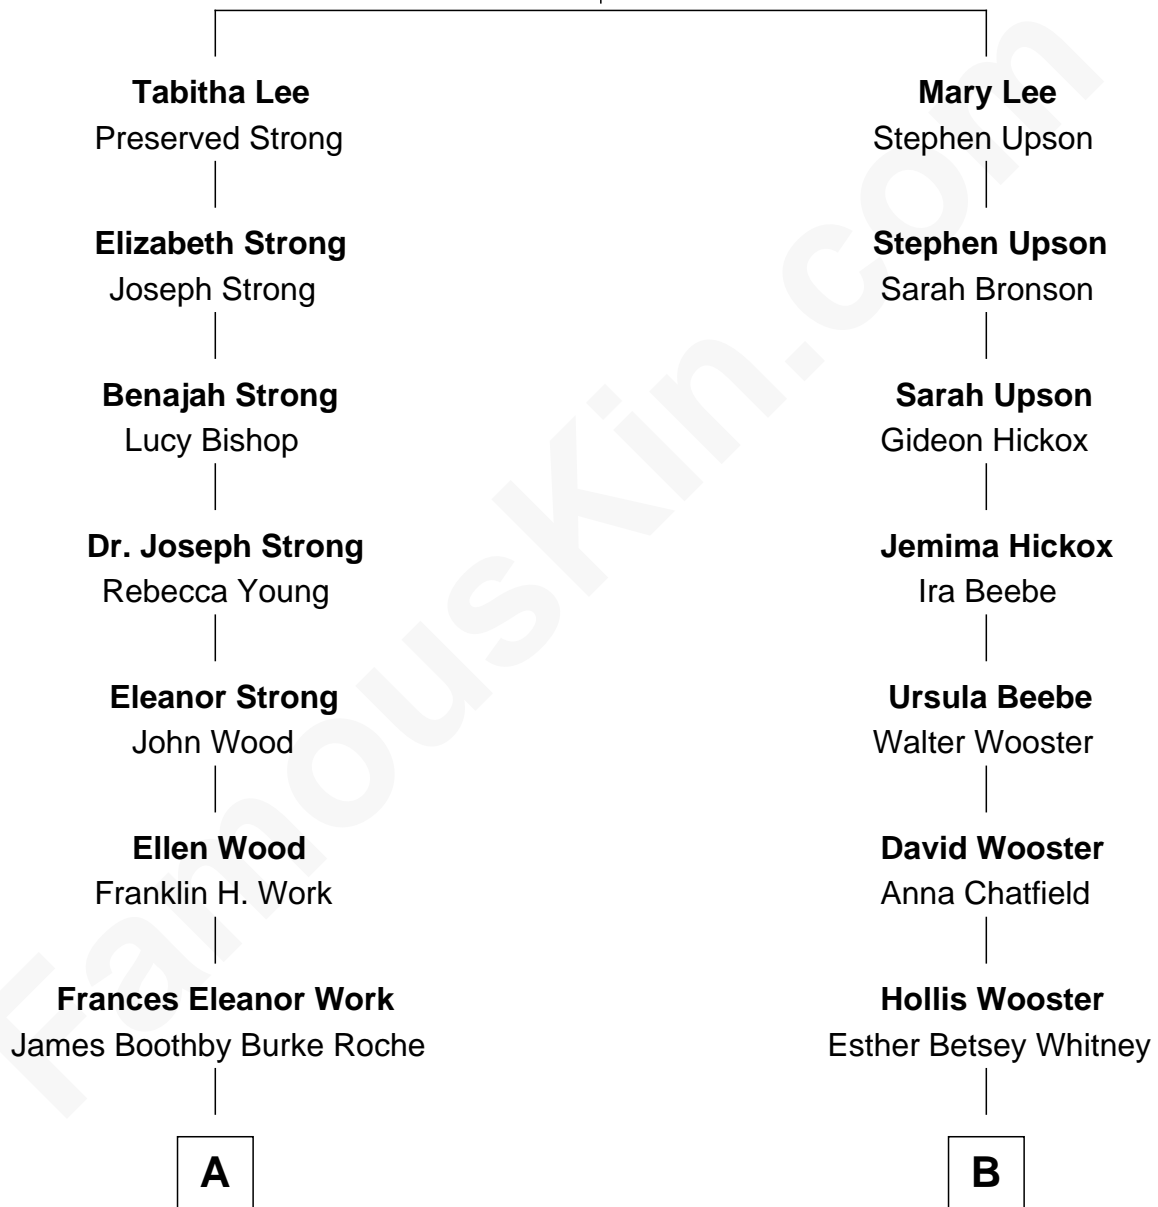 Tabitha Lee
Preserved Strong
Elizabeth Strong
Joseph Strong
Benajah Strong
Lucy Bishop
Dr. Joseph Strong
Rebecca Young
Eleanor Strong
John Wood
Ellen Wood
Franklin H. Work
Frances Eleanor Work
James Boothby Burke Roche
A
Mary Lee
Stephen Upson
Stephen Upson
Sarah Bronson
Sarah Upson
Gideon Hickox
Jemima Hickox
Ira Beebe
Ursula Beebe
Walter Wooster
David Wooster
Anna Chatfield
Hollis Wooster
Esther Betsey Whitney
B
FamousKin.com